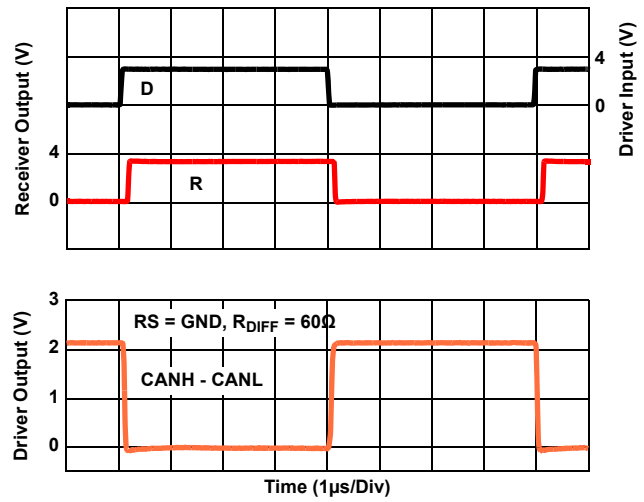 Receiver Output (V)
4
0
D
R
4
0
Driver Input (V)
Driver Output (V)
3
2
1
0
RS = GND, RDIFF = 60Ω
CANH - CANL
Time (1µs/Div)